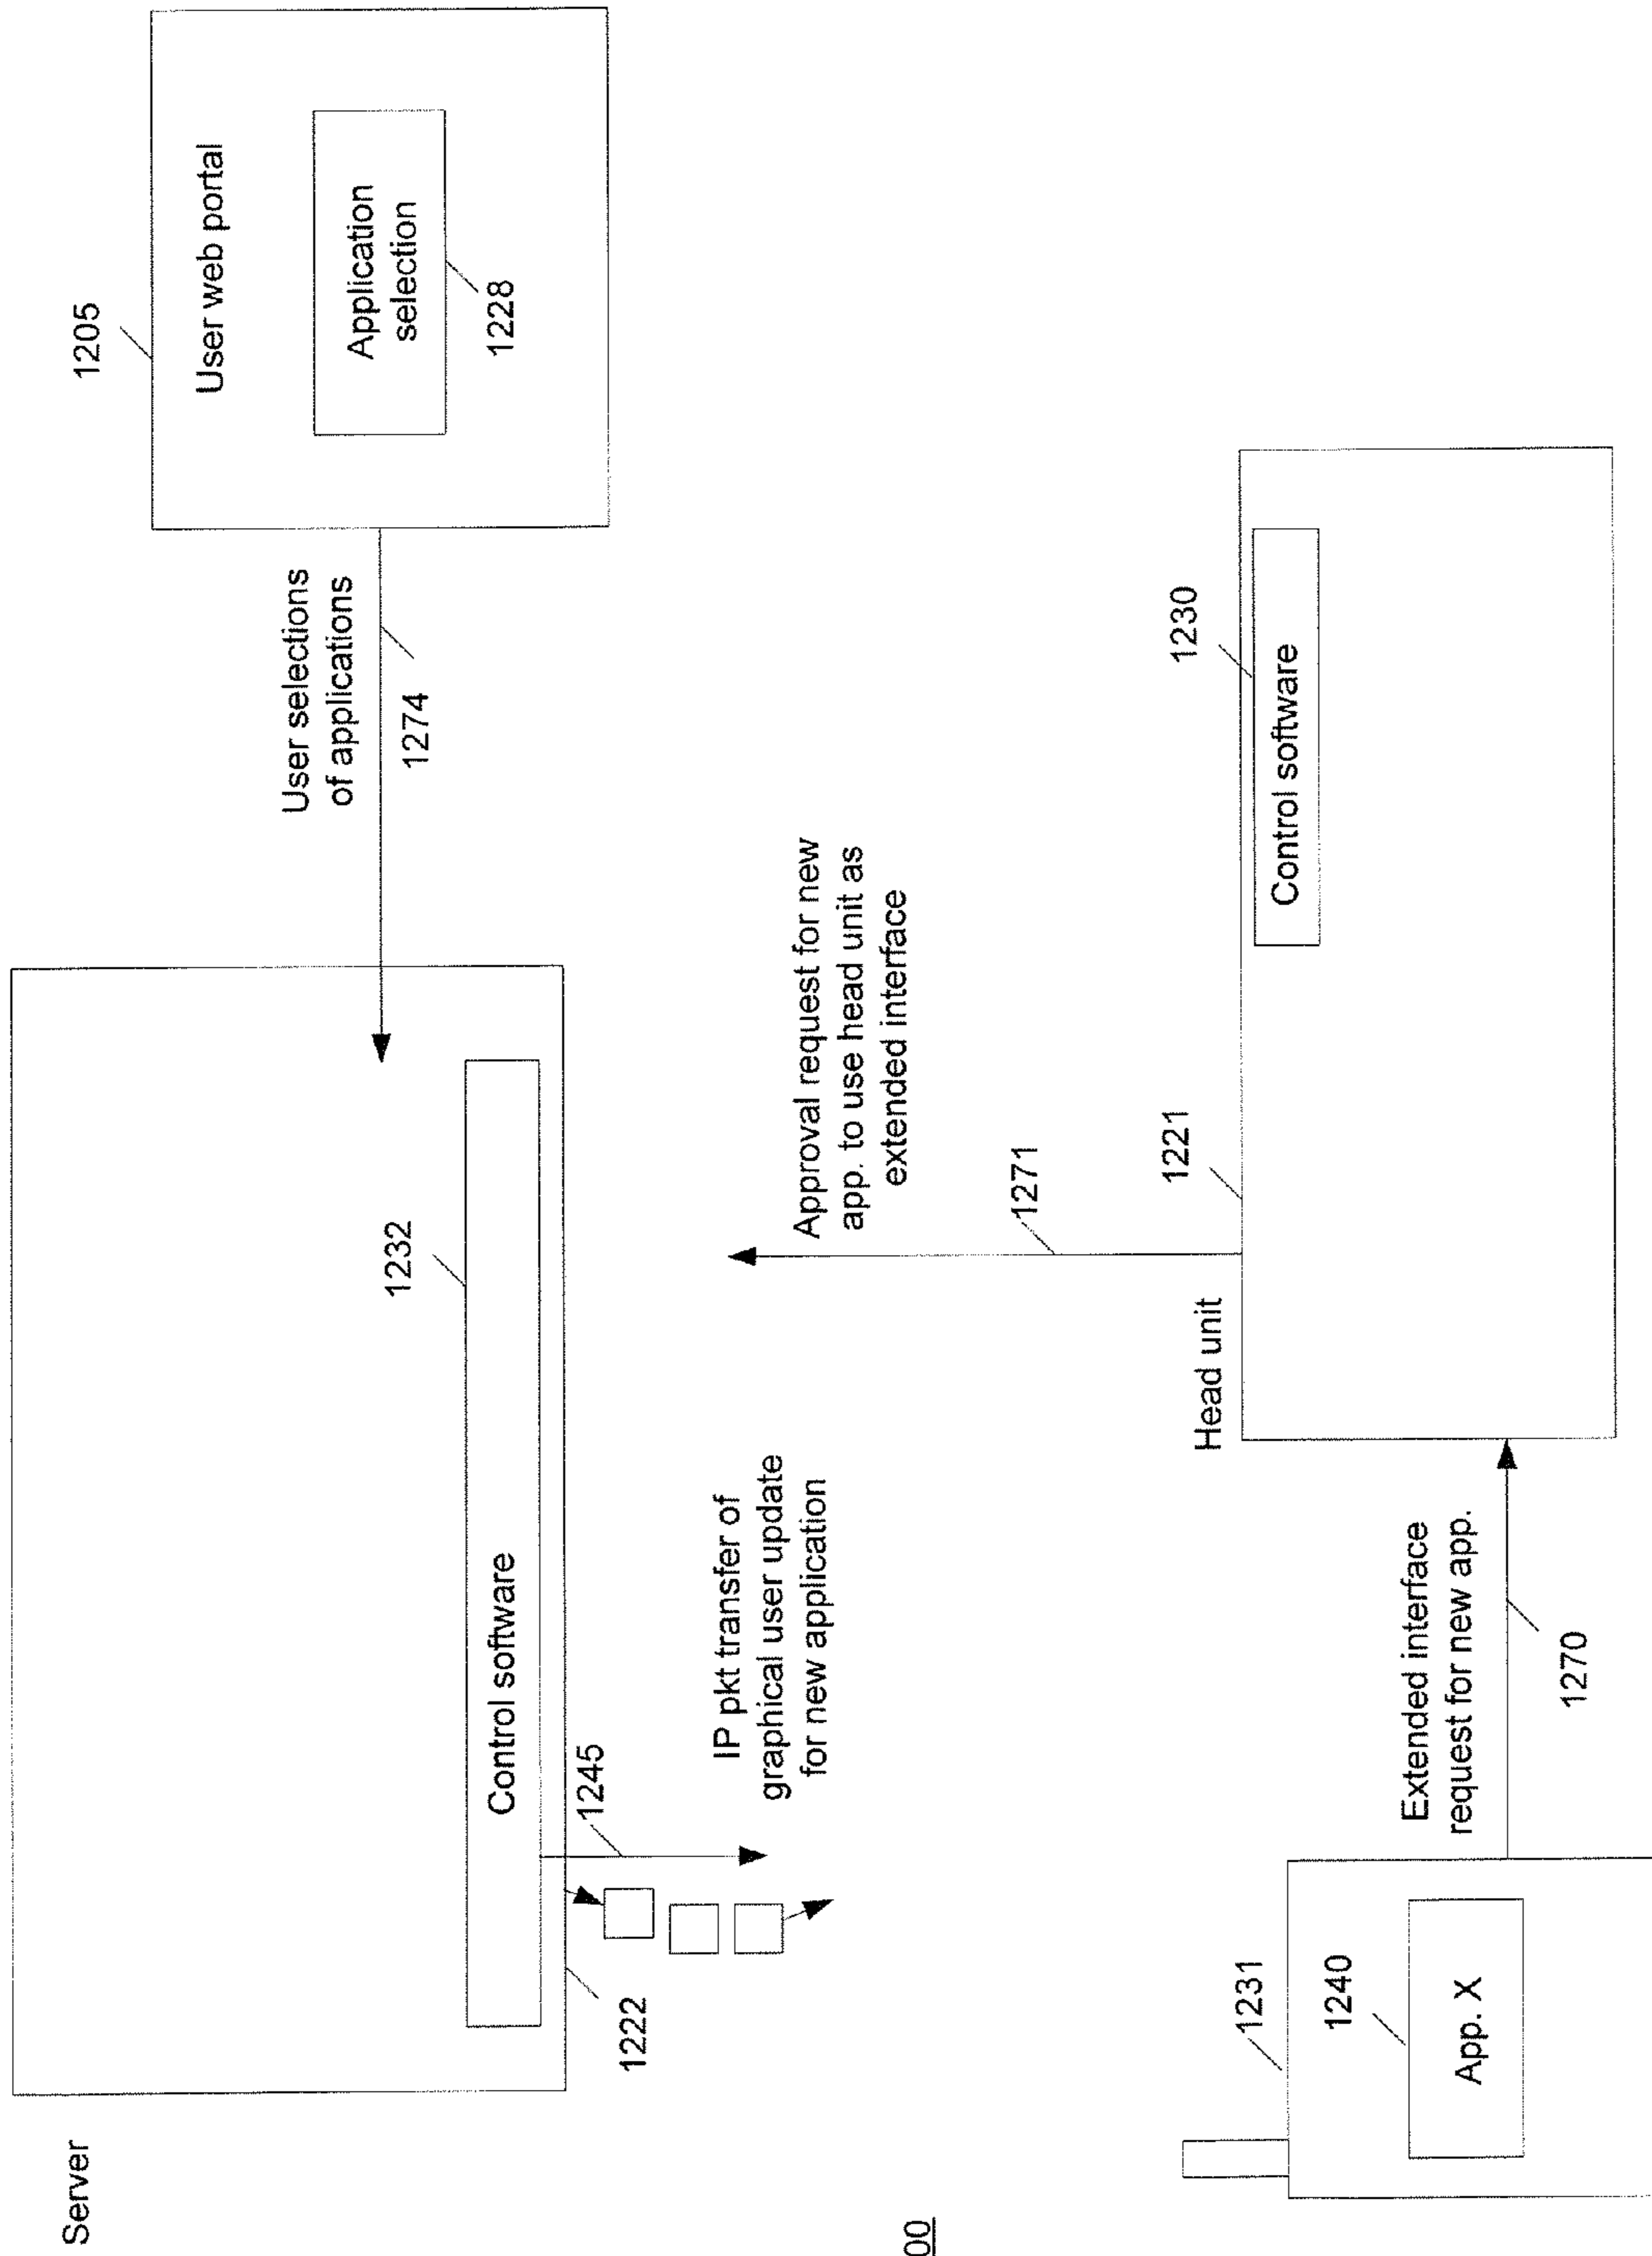 Server
1232
Control software
1222
1245
IP pkt transfer of
graphical user update
for new application
User selections
of applications
1274
1205
User web portal
Application
selection
1228
Approval request for new
app. to use head unit as
extended interface
1271
Head unit
1221
1230
Control software
Extended interface
request for new app.
1270
1231
1240
App. X
00